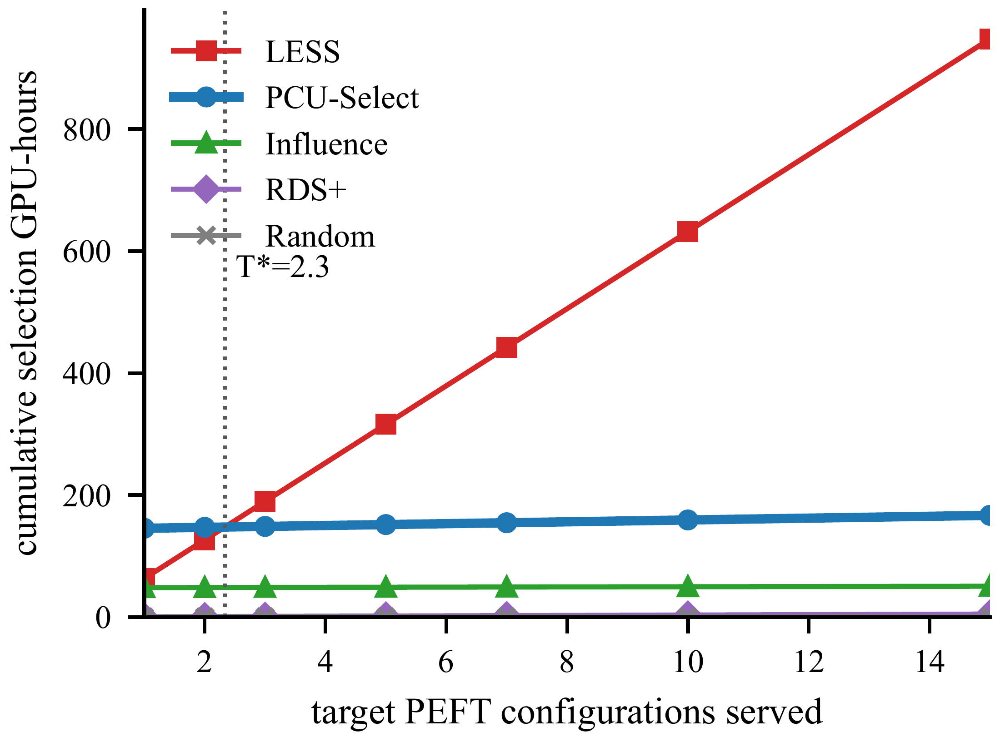 LESS
PCU-Select
Influence
RDS+
Random
T*=2.3
cumulative selection GPU-hours
800
600
400
200
0
2 4 6 8 10 12 14
target PEFT configurations served